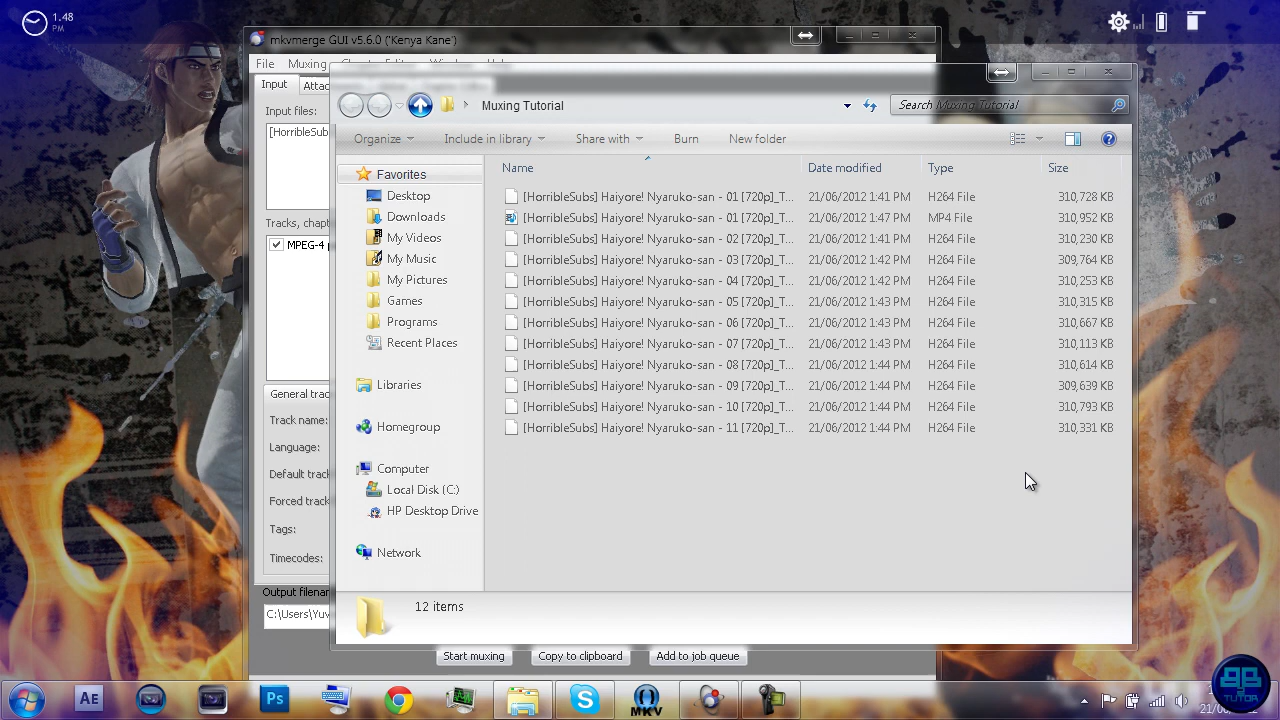 1.48
PM
mkvmerge GUI v5.6.0 ('Kenya Kane')
File Muxing
Input Attac
Input files:
[HorribleSub
Tracks, chapt
MPEG-4 p
General trac
Track name:
Language:
Default track
Forced track
Tags:
Timecodes:
Output filenam
C:\Users\Yuv
Muxing Tutorial
Search Muxing Tutorial
Organize Include in library Share with Burn New folder
Favorites
Desktop
Downloads
My Videos
My Music
My Pictures
Games
Programs
Recent Places
Libraries
Homegroup
Computer
Local Disk (C:)
HP Desktop Drive
Network
Name Date modified Type Size
[HorribleSubs] Haiyore! Nyaruko-san - 01 [720p]_T... 21/06/2012 1:41 PM H264 File 310,728 KB
[HorribleSubs] Haiyore! Nyaruko-san - 01 [720p]_T... 21/06/2012 1:47 PM MP4 File 310,952 KB
[HorribleSubs] Haiyore! Nyaruko-san - 02 [720p]_T... 21/06/2012 1:41 PM H264 File 310,230 KB
[HorribleSubs] Haiyore! Nyaruko-san - 03 [720p]_T... 21/06/2012 1:42 PM H264 File 309,764 KB
[HorribleSubs] Haiyore! Nyaruko-san - 04 [720p]_T... 21/06/2012 1:42 PM H264 File 310,253 KB
[HorribleSubs] Haiyore! Nyaruko-san - 05 [720p]_T... 21/06/2012 1:43 PM H264 File 310,315 KB
[HorribleSubs] Haiyore! Nyaruko-san - 06 [720p]_T... 21/06/2012 1:43 PM H264 File 310,667 KB
[HorribleSubs] Haiyore! Nyaruko-san - 07 [720p]_T... 21/06/2012 1:43 PM H264 File 310,113 KB
[HorribleSubs] Haiyore! Nyaruko-san - 08 [720p]_T... 21/06/2012 1:44 PM H264 File 310,614 KB
[HorribleSubs] Haiyore! Nyaruko-san - 09 [720p]_T... 21/06/2012 1:44 PM H264 File 309,639 KB
[HorribleSubs] Haiyore! Nyaruko-san - 10 [720p]_T... 21/06/2012 1:44 PM H264 File 310,793 KB
[HorribleSubs] Haiyore! Nyaruko-san - 11 [720p]_T... 21/06/2012 1:44 PM H264 File 310,331 KB
12 items
Start muxing Copy to clipboard Add to job queue
AE Ps MKV
TUTOR